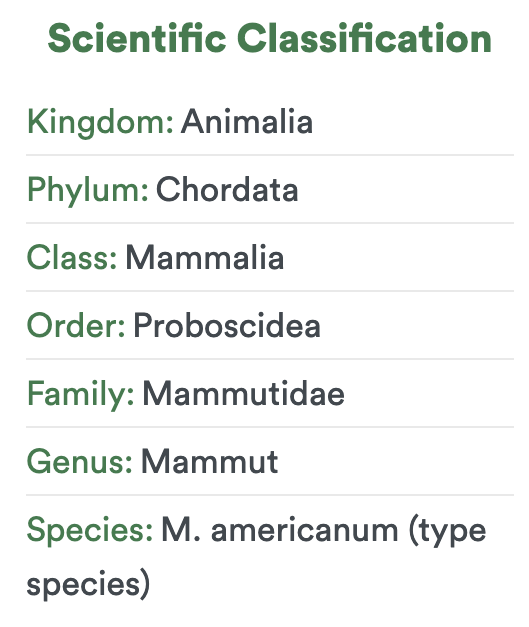 Scientific Classification
Kingdom: Animalia
Phylum: Chordata
Class: Mammalia
Order: Proboscidea
Family: Mammutidae
Genus: Mammut
Species: M. americanum (type
species)